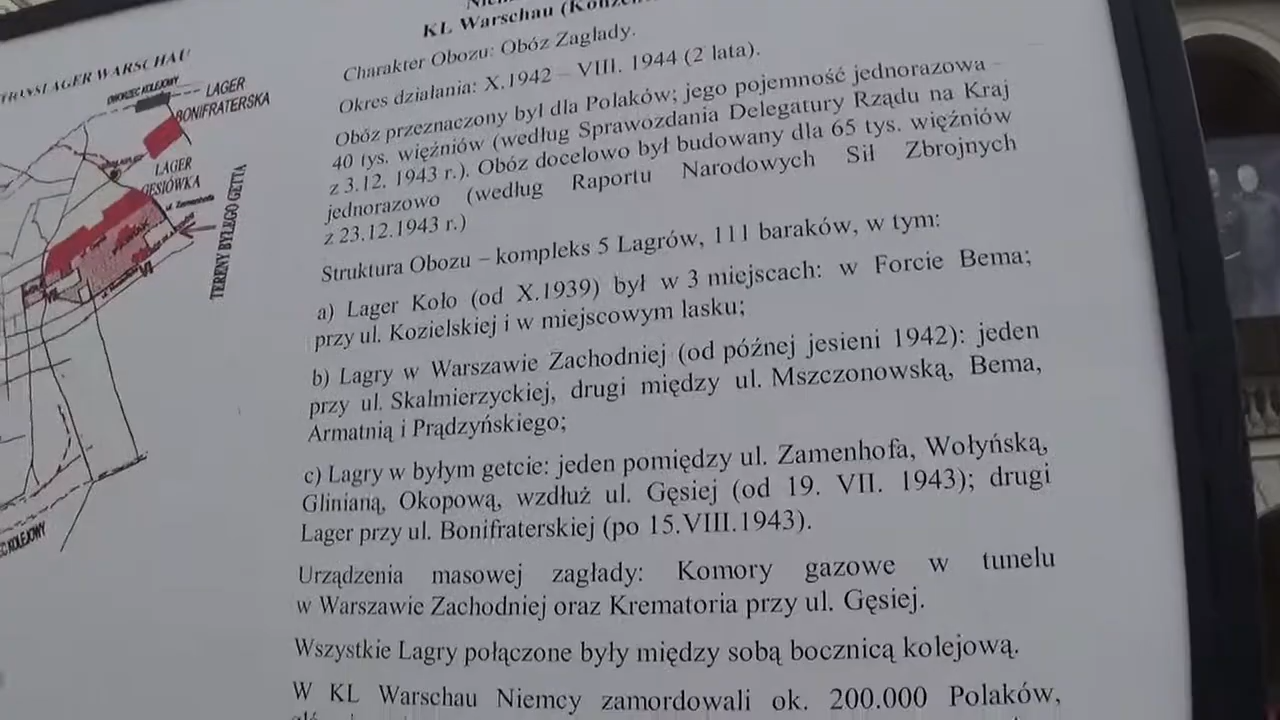 KL Warschau
Charakter Obozu: Obóz Zagłady.
Okres działania: X.1942 – VIII. 1944 (2 lata).
Obóz przeznaczony był dla Polaków; jego pojemność jednorazowa –
40 tys. więźniów (według Sprawozdania Delegatury Rządu na Kraj
z 3.12. 1943 r.). Obóz docelowo był budowany dla 65 tys. więźniów
jednorazowo (według Raportu Narodowych Sił Zbrojnych
z 23.12.1943 r.)
Struktura Obozu – kompleks 5 Lagrów, 111 baraków, w tym:
a) Lager Koło (od X.1939) był w 3 miejscach: w Forcie Bema;
przy ul. Kozielskiej i w miejscowym lasku;
b) Lagry w Warszawie Zachodniej (od późnej jesieni 1942): jeden
przy ul. Skalmierzyckiej, drugi między ul. Mszczonowską, Bema,
Armatnią i Prądzyńskiego;
c) Lagry w byłym getcie: jeden pomiędzy ul. Zamenhofa, Wołyńską,
Glinianą, Okopową, wzdłuż ul. Gęsiej (od 19. VII. 1943); drugi
Lager przy ul. Bonifraterskiej (po 15.VIII.1943).
Urządzenia masowej zagłady: Komory gazowe w tunelu
w Warszawie Zachodniej oraz Krematoria przy ul. Gęsiej.
Wszystkie Lagry połączone były między sobą bocznicą kolejową.
W KL Warschau Niemcy zamordowali ok. 200.000 Polaków,
WARSCHAU
DWORZEC KOLEJOWY
LAGER
BONIFRATERSKA
LAGER
GĘSIÓWKA
ul. Zamenhofa
TERENY BYŁEGO GETTA
KOLEJOWY